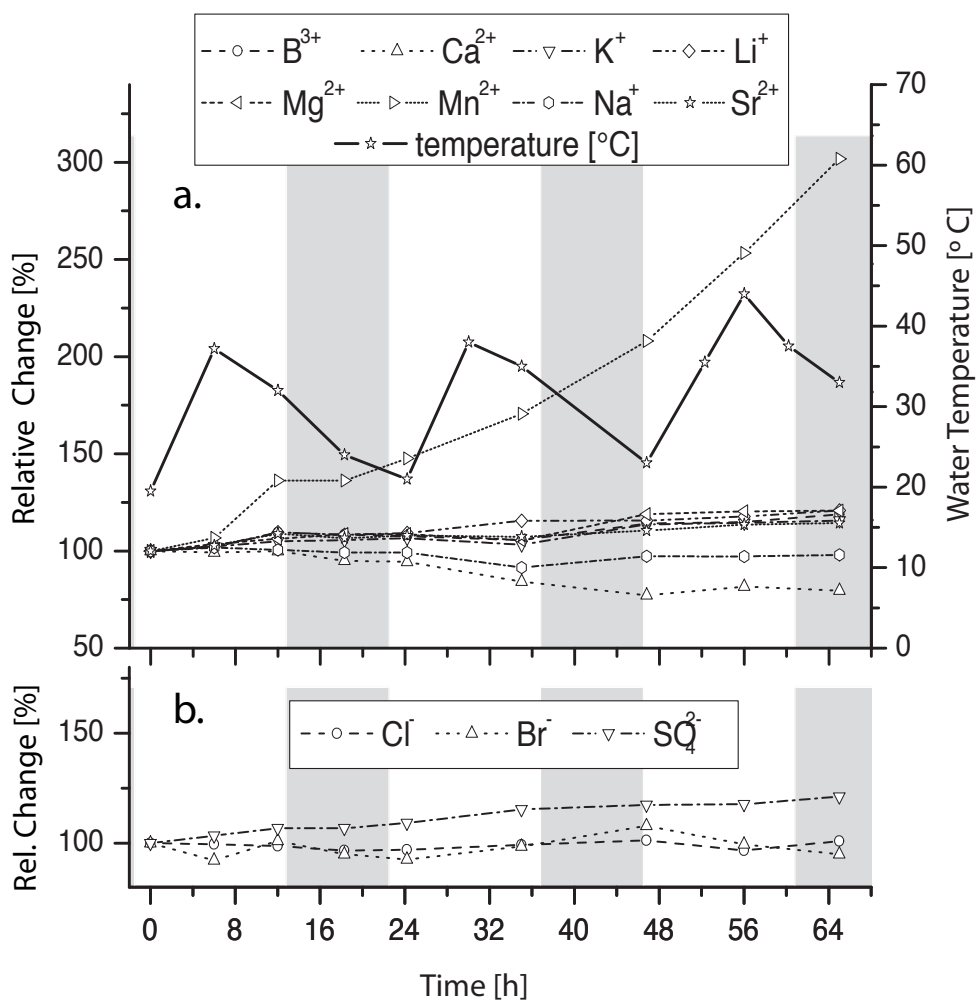 B3+ Ca2+ K+ Li+
Mg2+ Mn2+ Na+ Sr2+
temperature [°C]
a.
Relative Change [%]
300
250
200
150
100
50
Water Temperature [º C]
70
60
50
40
30
20
10
0
b.
Cl- Br- SO42-
Rel. Change [%]
150
100
0 8 16 24 32 40 48 56 64
Time [h]